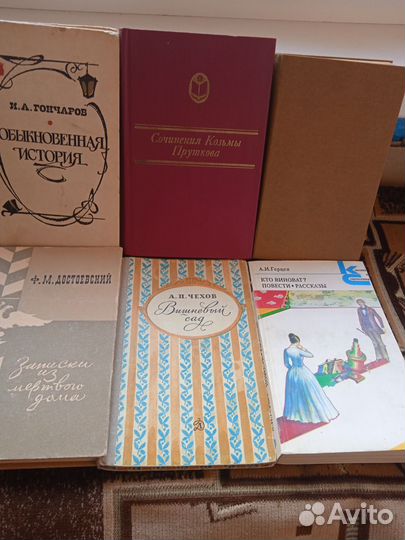 И.А. ГОНЧАРОВ
ОБЫКНОВЕННАЯ
ИСТОРИЯ
Сочинения Козьмы
Пруткова
Ф. М. ДОСТОЕВСКИЙ
Записки
из
мертвого
дома
А. П. ЧЕХОВ
Вишневый
сад
А. И. Герцен
КТО ВИНОВАТ?
ПОВЕСТИ • РАССКАЗЫ
Avito